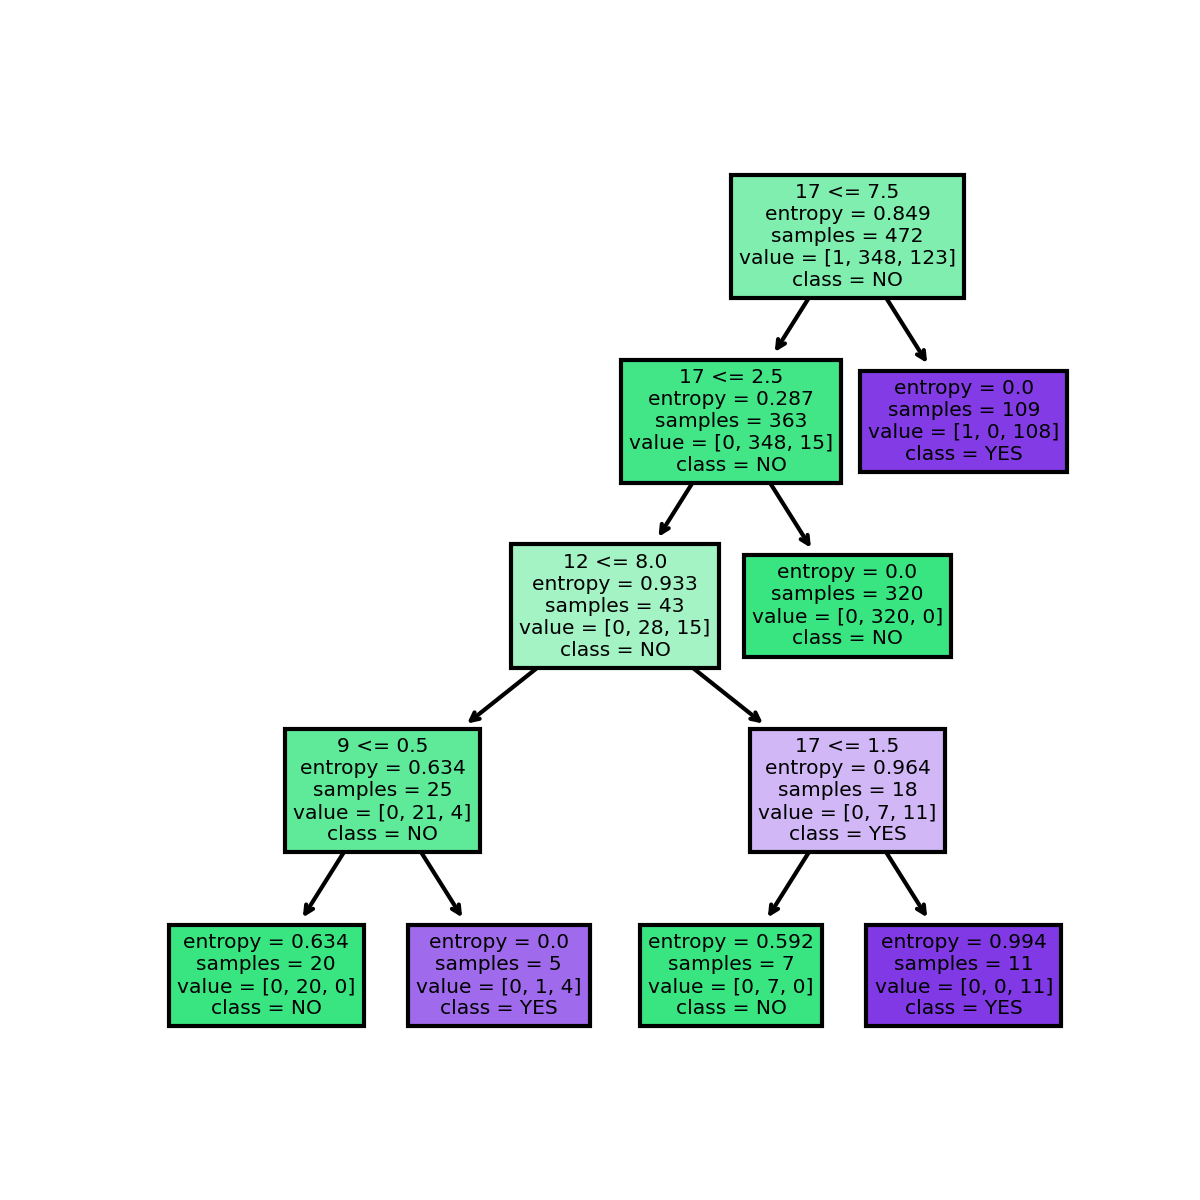 17 <= 7.5
entropy = 0.849
samples = 472
value = [1, 348, 123]
class = NO
17 <= 2.5
entropy = 0.287
samples = 363
value = [0, 348, 15]
class = NO
entropy = 0.0
samples = 109
value = [1, 0, 108]
class = YES
12 <= 8.0
entropy = 0.933
samples = 43
value = [0, 28, 15]
class = NO
entropy = 0.0
samples = 320
value = [0, 320, 0]
class = NO
9 <= 0.5
entropy = 0.634
samples = 25
value = [0, 21, 4]
class = NO
17 <= 1.5
entropy = 0.964
samples = 18
value = [0, 7, 11]
class = YES
entropy = 0.634
samples = 20
value = [0, 20, 0]
class = NO
entropy = 0.0
samples = 5
value = [0, 1, 4]
class = YES
entropy = 0.592
samples = 7
value = [0, 7, 0]
class = NO
entropy = 0.994
samples = 11
value = [0, 0, 11]
class = YES